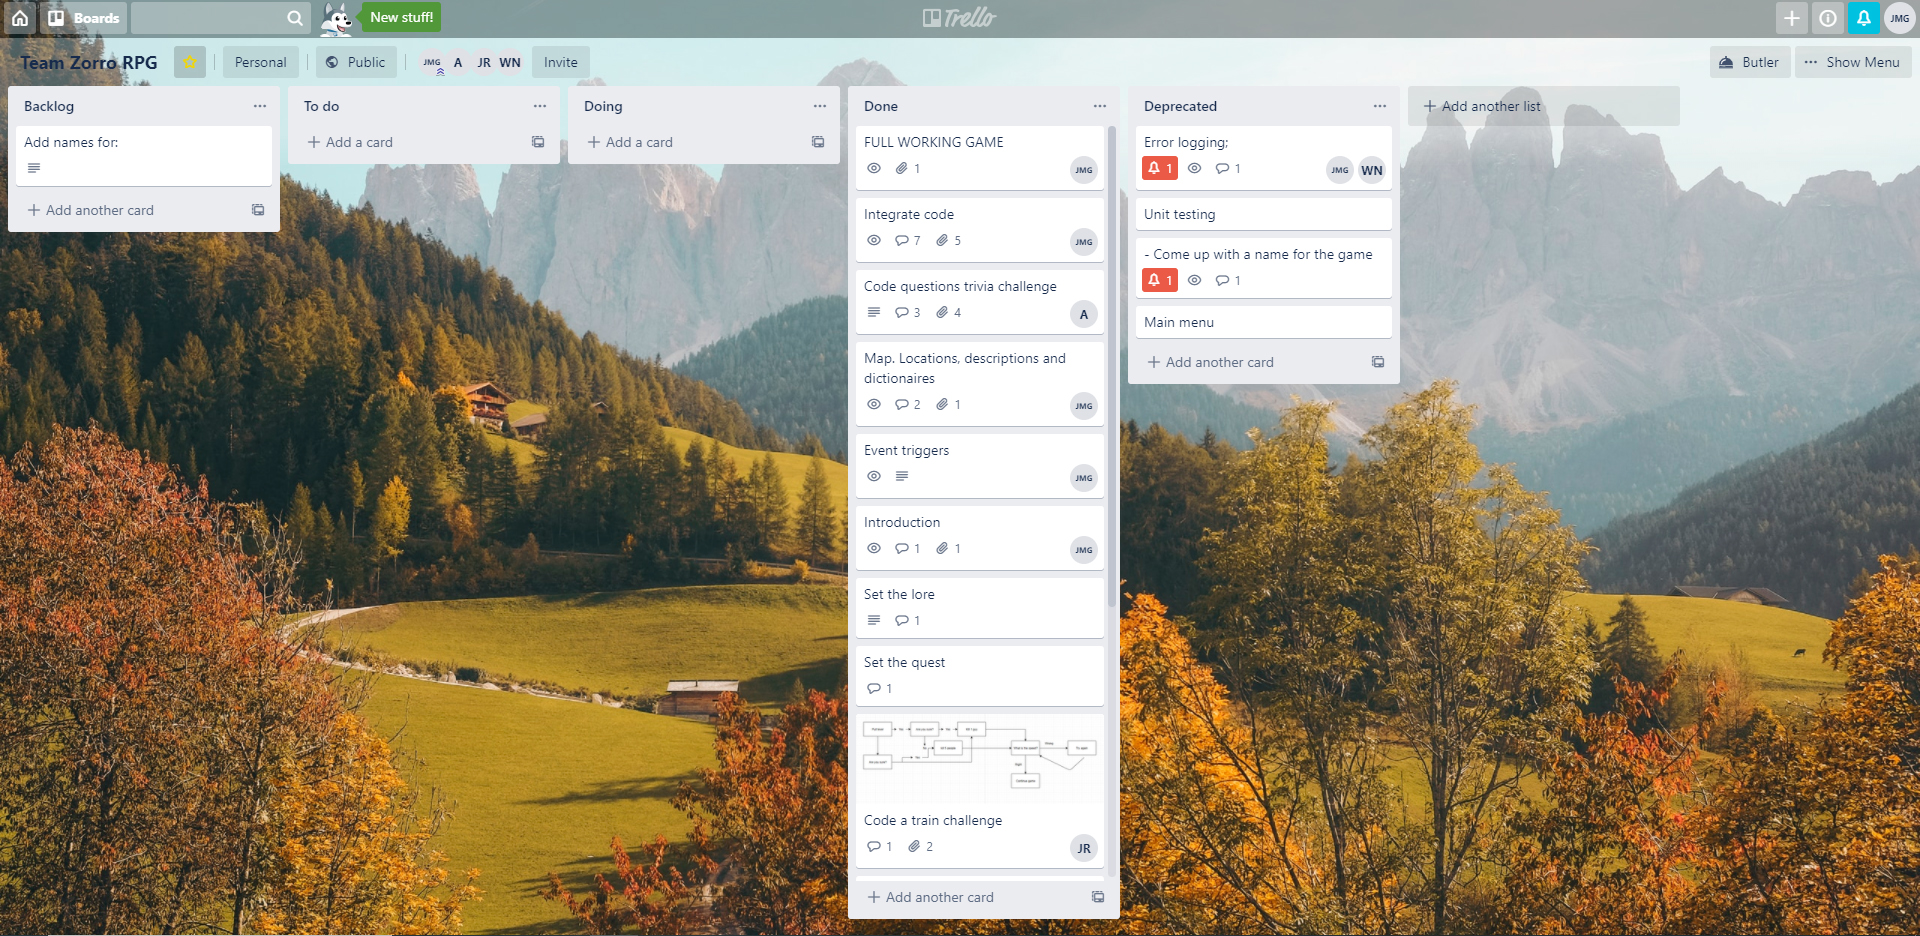 Boards
New stuff!
Trello
JMG
Team Zorro RPG
Personal
Public
JMG A JR WN
Invite
Butler
Show Menu
Backlog
Add names for:
Add another card
To do
Add a card
Doing
Add a card
Done
FULL WORKING GAME
1
JMG
Integrate code
7 5
JMG
Code questions trivia challenge
3 4
A
Map. Locations, descriptions and
dictionaires
2 1
JMG
Event triggers
JMG
Introduction
1 1
JMG
Set the lore
1
Set the quest
1
Code a train challenge
1 2
JR
Add another card
Deprecated
Error logging;
1 1
JMG WN
Unit testing
- Come up with a name for the game
1 1
Main menu
Add another card
Add another list